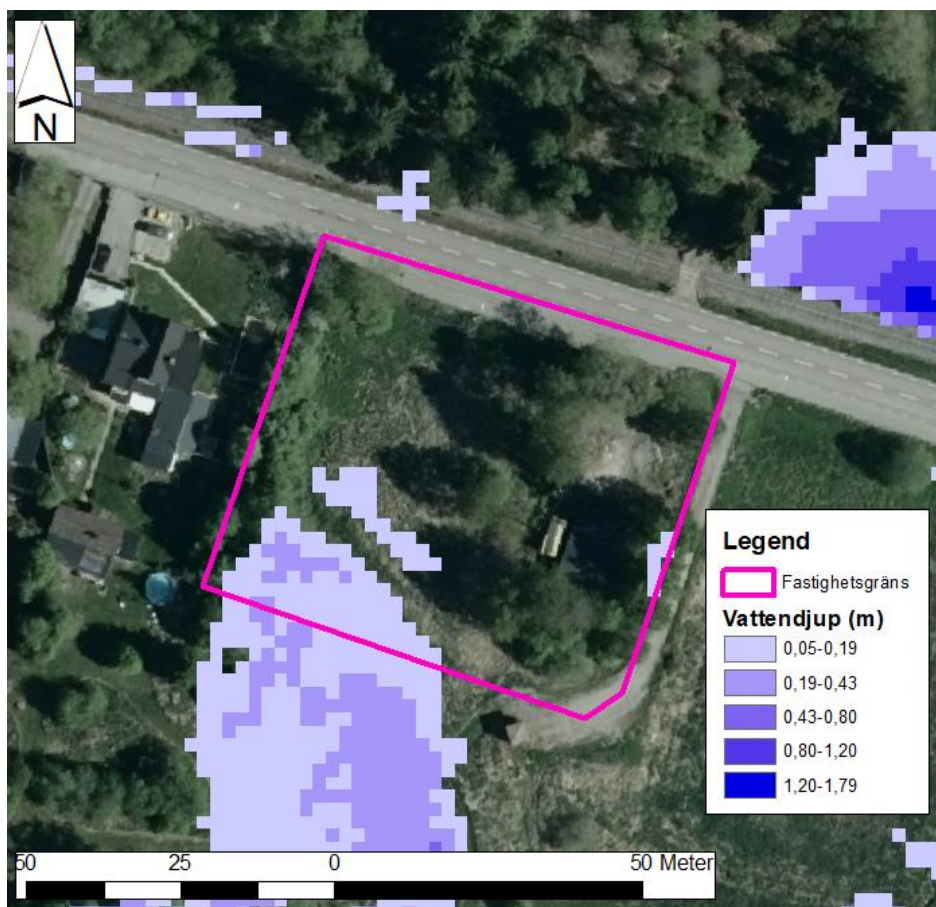 N
Legend
Fastighetsgräns
Vattendjup (m)
0,05-0,19
0,19-0,43
0,43-0,80
0,80-1,20
1,20-1,79
50 25 0 50 Meter